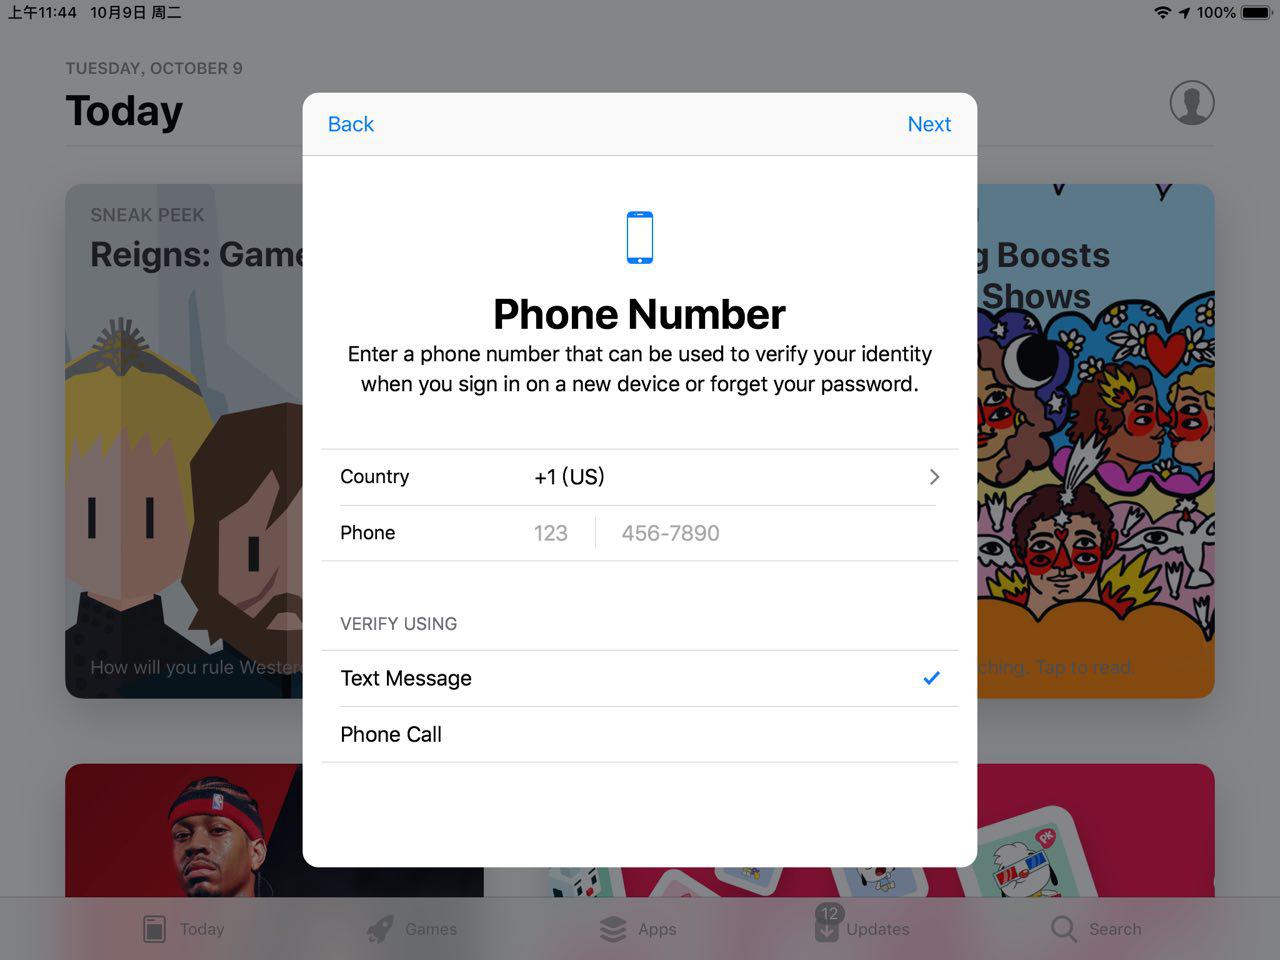 上午11:44 10月9日 周二
100%
TUESDAY, OCTOBER 9
Today
Back
Next
SNEAK PEEK
Reigns: Game
Boosts
Shows
Phone Number
Enter a phone number that can be used to verify your identity
when you sign in on a new device or forget your password.
Country
+1 (US)
Phone
123
456-7890
VERIFY USING
Text Message
Phone Call
How will you rule Wester
ching. Tap to read.
PK
Today
Games
Apps
12
Updates
Search